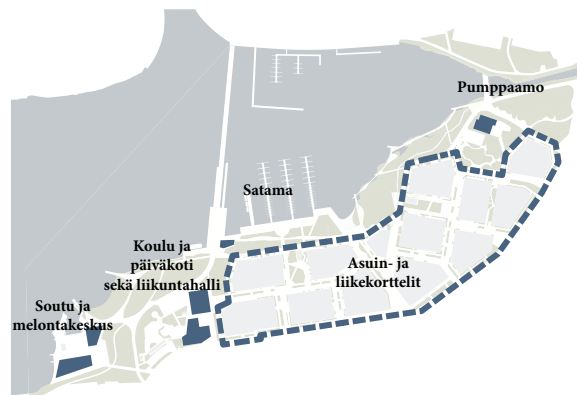 Pumppaamo
Satama
Koulu ja
päiväkoti
sekä liikuntahalli
Asuin- ja
liikekorttelit
Soutu ja
melontakeskus